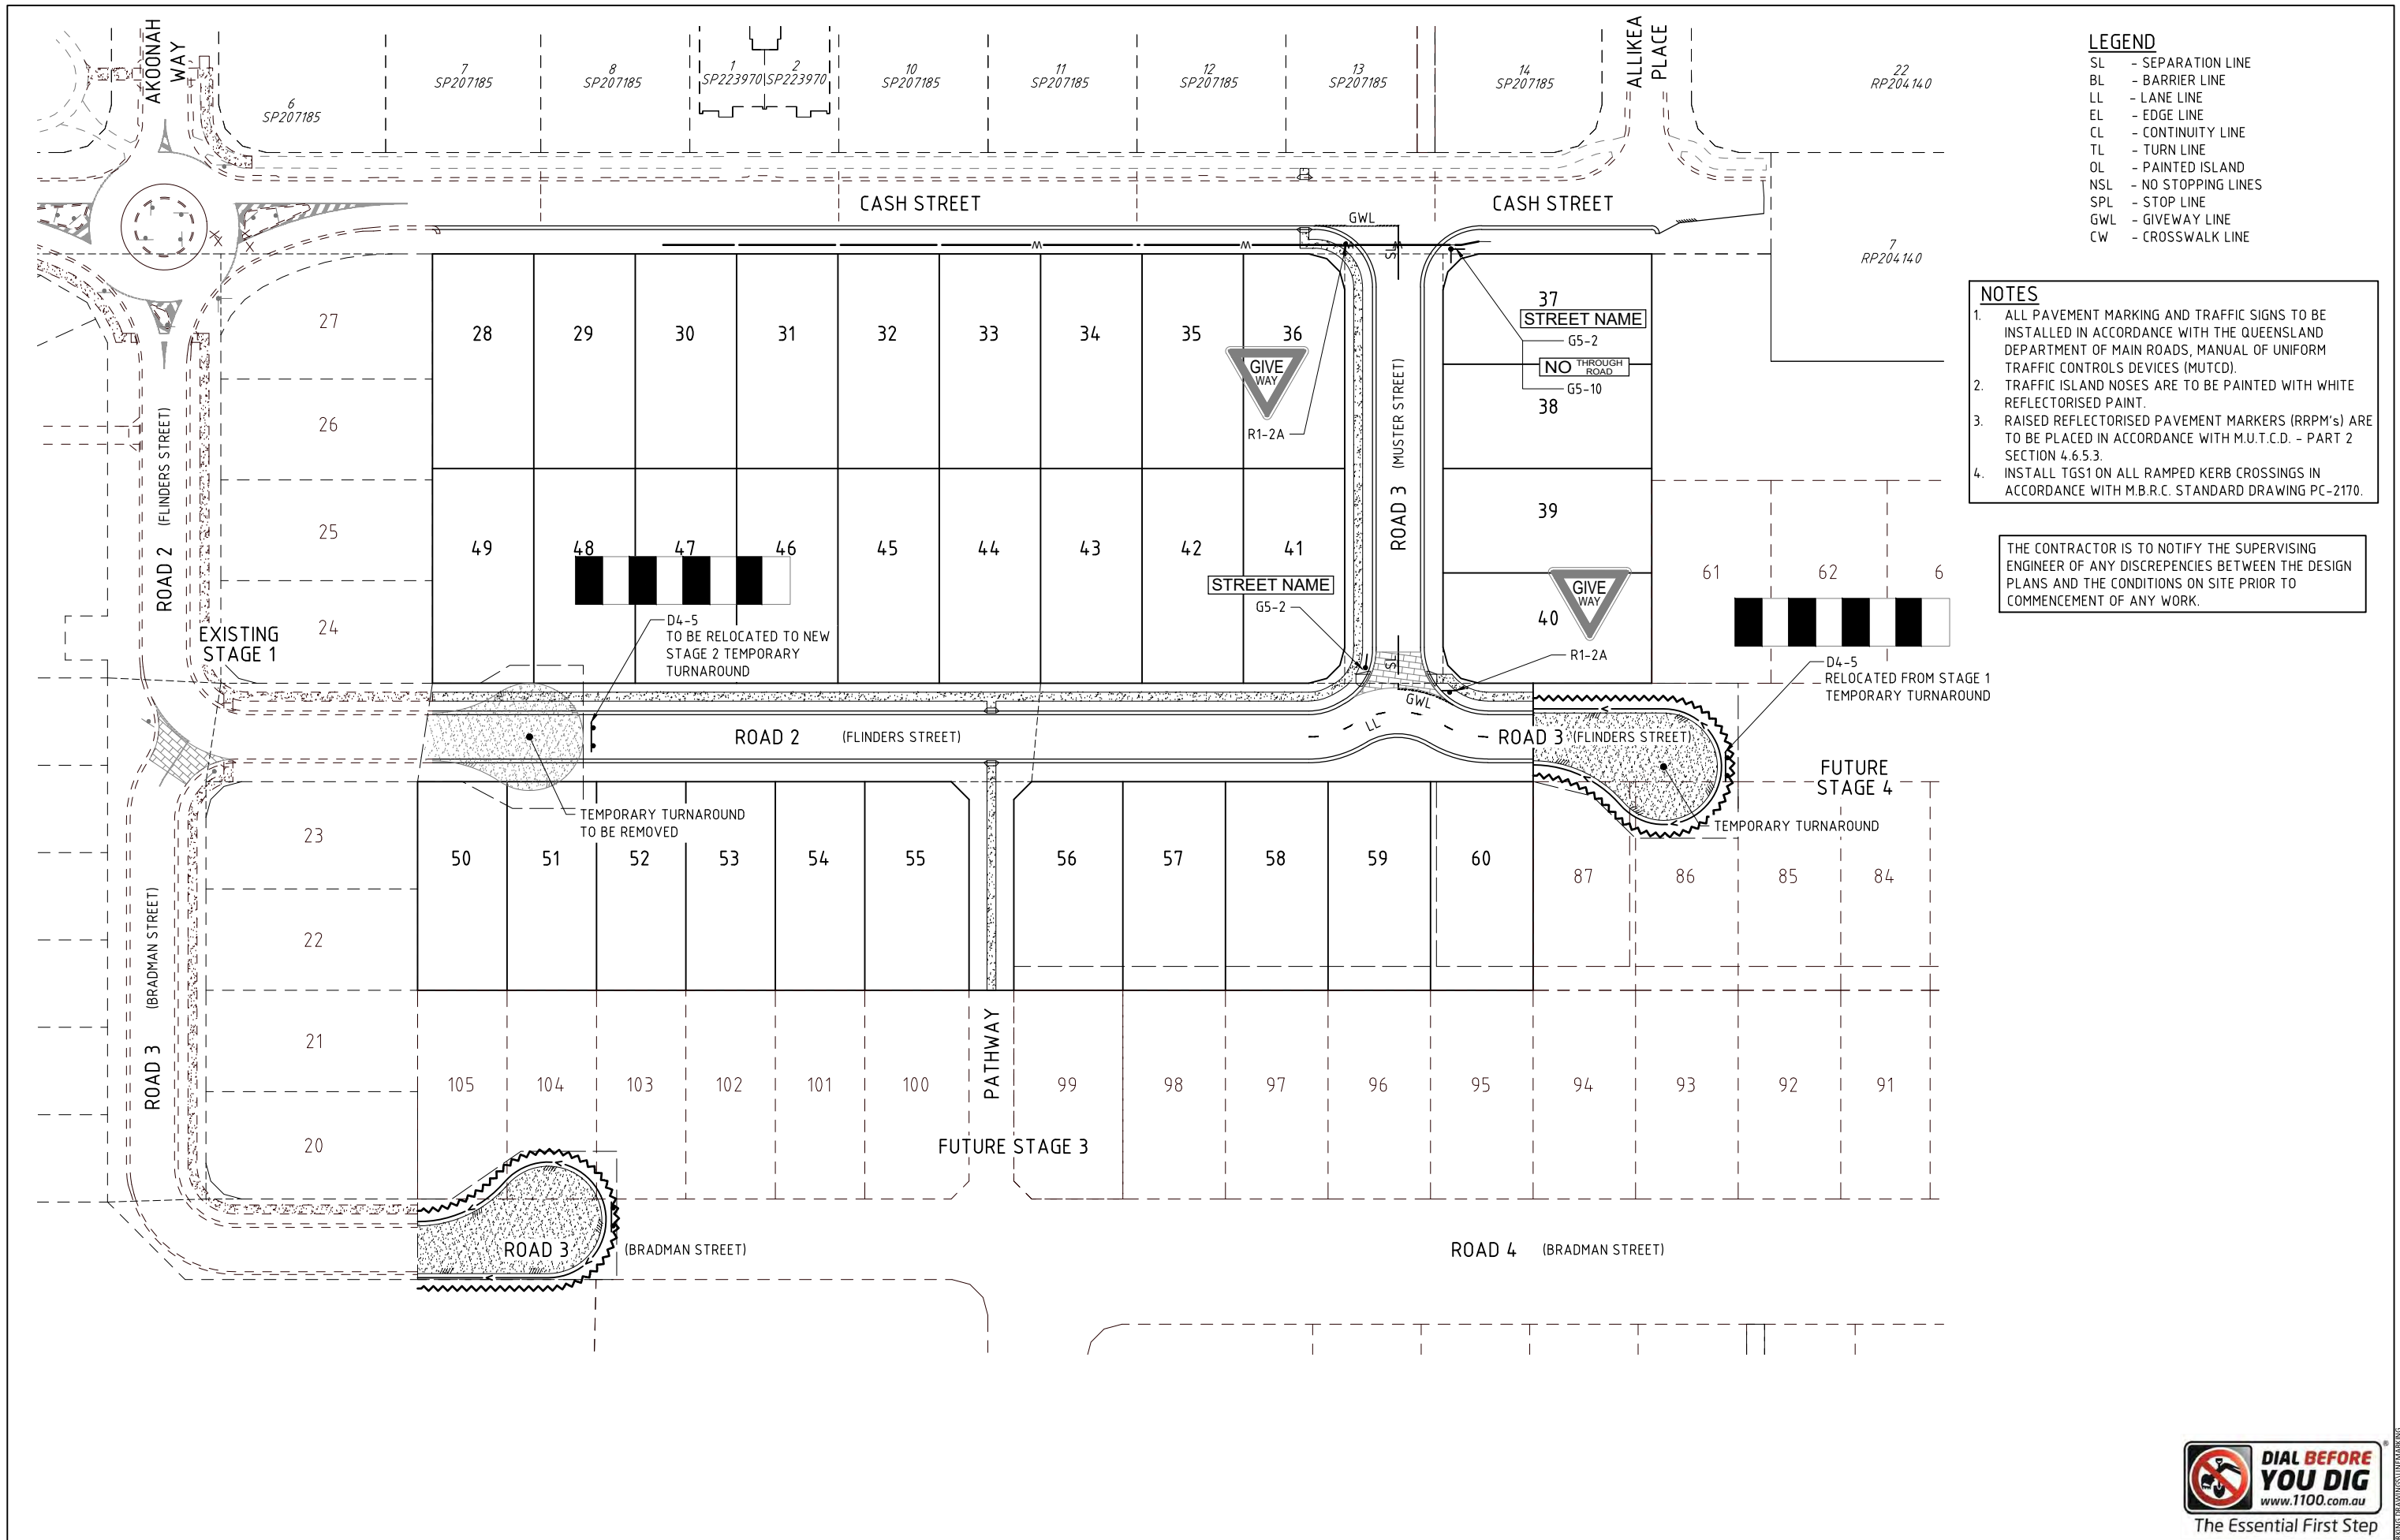 AKOONAH
WAY
ALLIKEA
PLACE
6
SP207185
7
SP207185
8
SP207185
1
SP223970
2
SP223970
10
SP207185
11
SP207185
12
SP207185
13
SP207185
14
SP207185
22
RP204140
7
RP204140
CASH STREET
CASH STREET
GWL
SL
27
26
25
24
28
29
30
31
32
33
34
35
36
37
STREET NAME
G5-2
NO THROUGH
ROAD
G5-10
38
GIVE
WAY
R1-2A
ROAD 2 (FLINDERS STREET)
ROAD 3 (MUSTER STREET)
49
48
47
46
45
44
43
42
41
39
40
STREET NAME
G5-2
GIVE
WAY
R1-2A
61
62
6
D4-5
TO BE RELOCATED TO NEW
STAGE 2 TEMPORARY
TURNAROUND
D4-5
RELOCATED FROM STAGE 1
TEMPORARY TURNAROUND
EXISTING
STAGE 1
SL
GWL
LL
ROAD 2 (FLINDERS STREET)
ROAD 3 (FLINDERS STREET)
FUTURE
STAGE 4
TEMPORARY TURNAROUND
TO BE REMOVED
TEMPORARY TURNAROUND
23
22
21
20
50
51
52
53
54
55
56
57
58
59
60
87
86
85
84
ROAD 3 (BRADMAN STREET)
PATHWAY
105
104
103
102
101
100
99
98
97
96
95
94
93
92
91
FUTURE STAGE 3
ROAD 3 (BRADMAN STREET)
ROAD 4 (BRADMAN STREET)
LEGEND
SL - SEPARATION LINE
BL - BARRIER LINE
LL - LANE LINE
EL - EDGE LINE
CL - CONTINUITY LINE
TL - TURN LINE
OL - PAINTED ISLAND
NSL - NO STOPPING LINES
SPL - STOP LINE
GWL - GIVEWAY LINE
CW - CROSSWALK LINE
NOTES
1. ALL PAVEMENT MARKING AND TRAFFIC SIGNS TO BE
INSTALLED IN ACCORDANCE WITH THE QUEENSLAND
DEPARTMENT OF MAIN ROADS, MANUAL OF UNIFORM
TRAFFIC CONTROLS DEVICES (MUTCD).
2. TRAFFIC ISLAND NOSES ARE TO BE PAINTED WITH WHITE
REFLECTORISED PAINT.
3. RAISED REFLECTORISED PAVEMENT MARKERS (RRPM's) ARE
TO BE PLACED IN ACCORDANCE WITH M.U.T.C.D. - PART 2
SECTION 4.6.5.3.
4. INSTALL TGS1 ON ALL RAMPED KERB CROSSINGS IN
ACCORDANCE WITH M.B.R.C. STANDARD DRAWING PC-2170.
THE CONTRACTOR IS TO NOTIFY THE SUPERVISING
ENGINEER OF ANY DISCREPENCIES BETWEEN THE DESIGN
PLANS AND THE CONDITIONS ON SITE PRIOR TO
COMMENCEMENT OF ANY WORK.
DIAL BEFORE
YOU DIG
www.1100.com.au
The Essential First Step